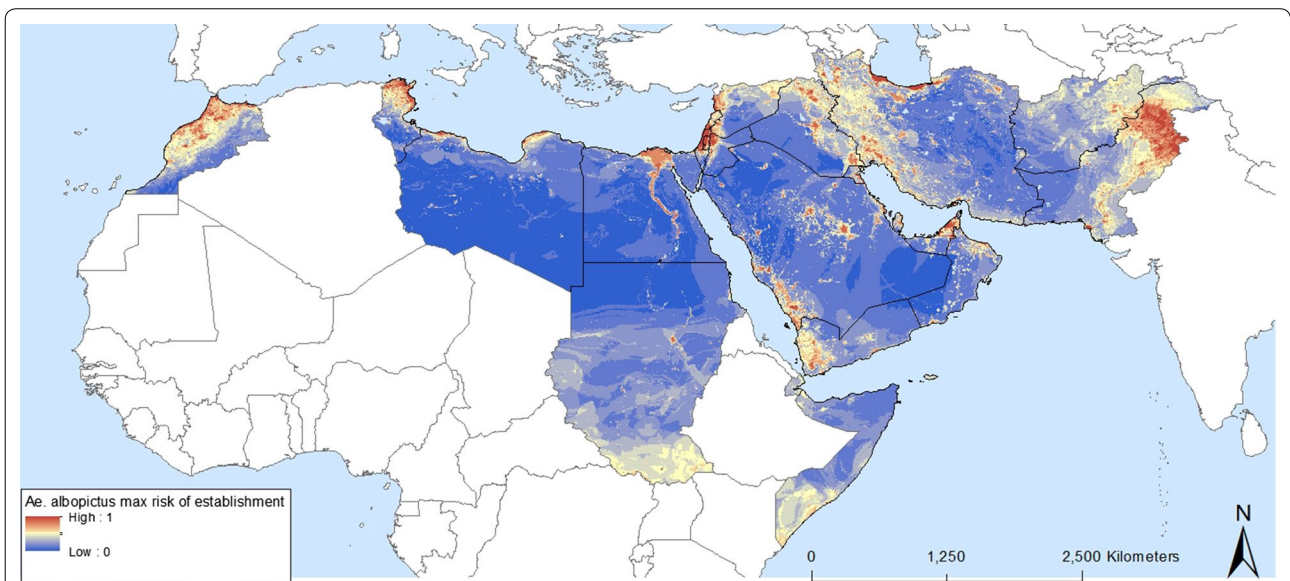 Ae. albopictus max risk of establishment
High : 1
Low : 0
N
0 1,250 2,500 Kilometers